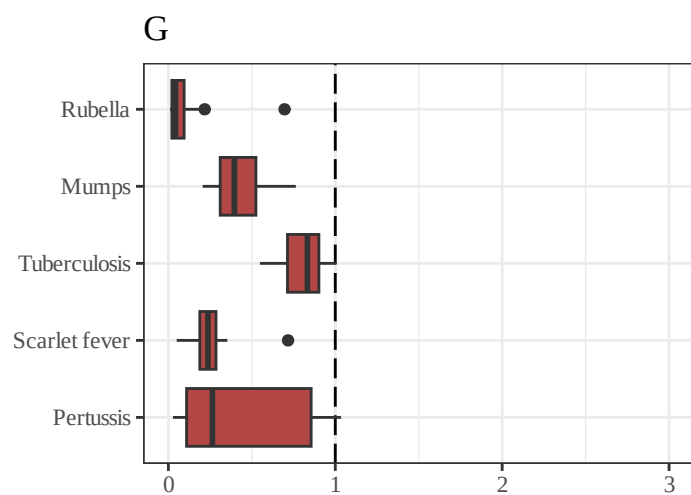 G
Rubella
Mumps
Tuberculosis
Scarlet fever
Pertussis
0 1 2 3